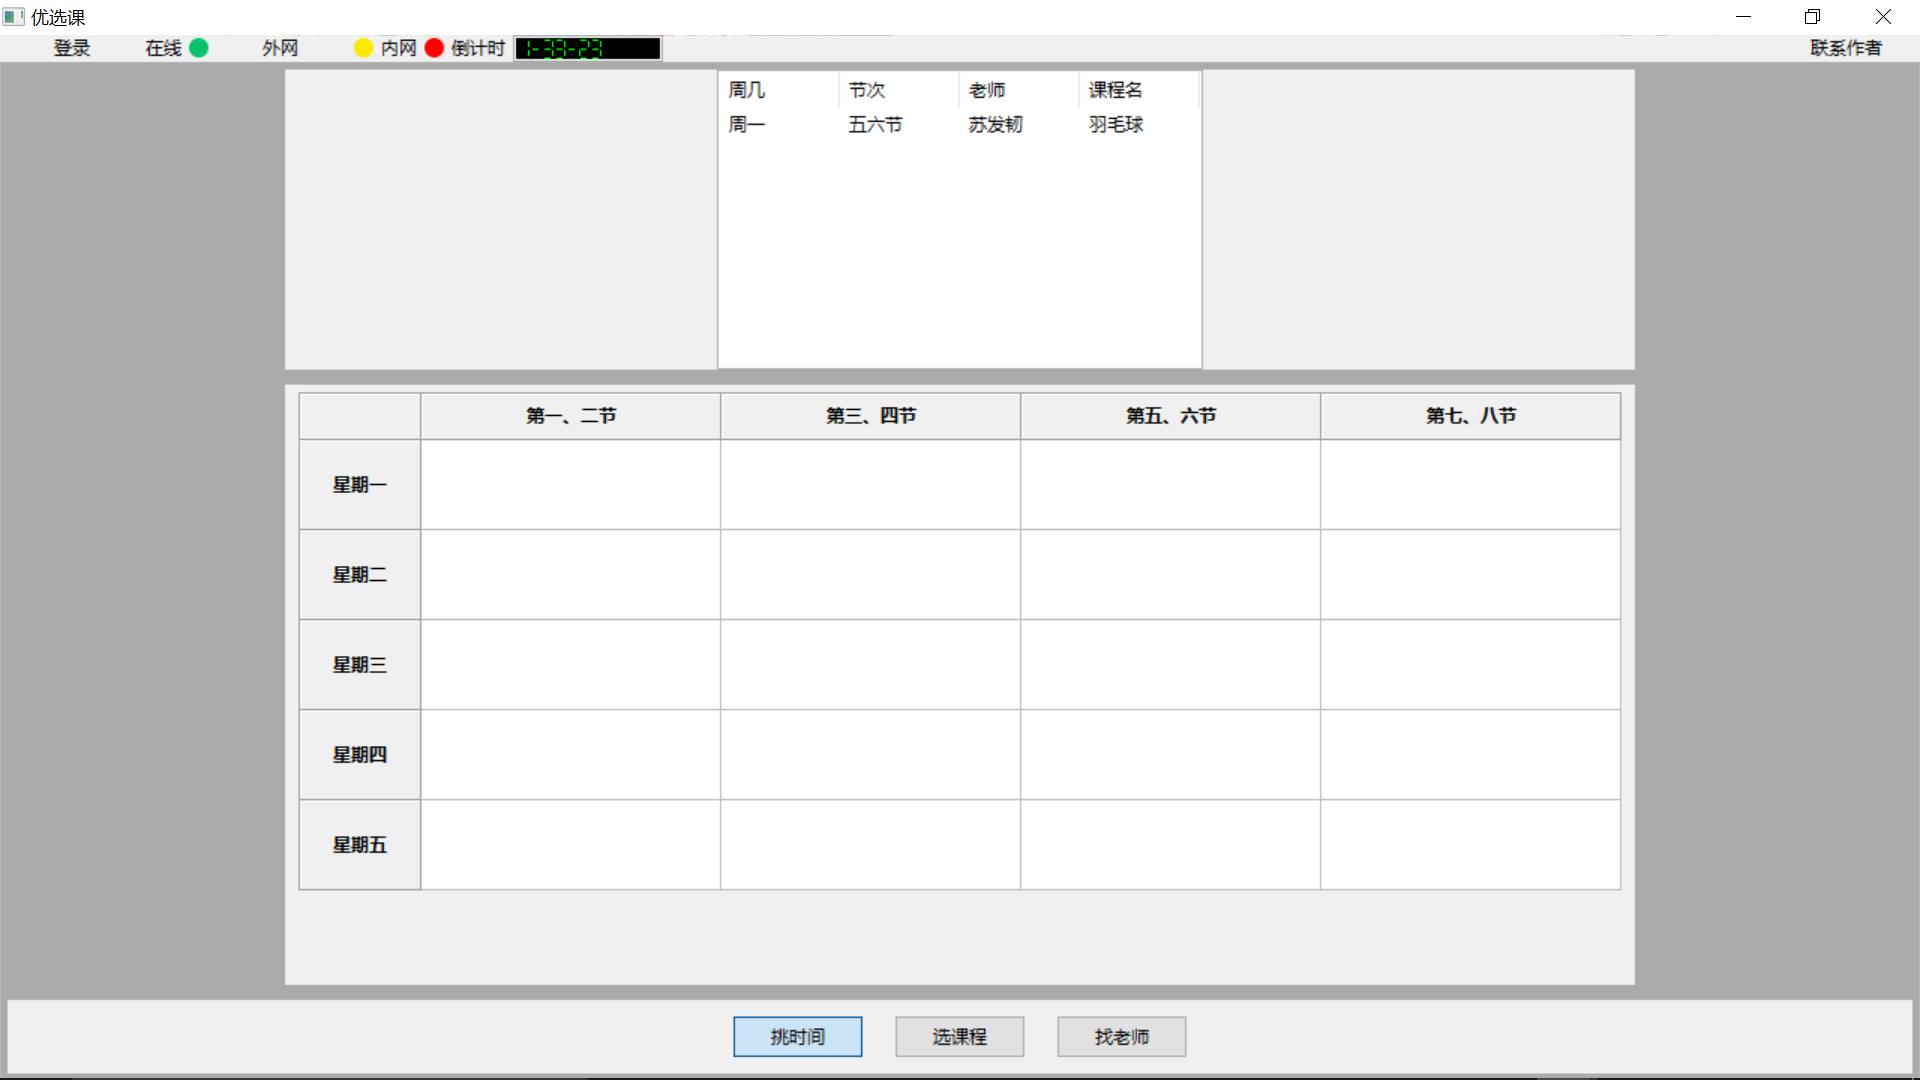 优选课
登录 在线 外网 内网 倒计时 1-33-23 联系作者
周几 节次 老师 课程名
周一 五六节 苏发韧 羽毛球
第一、二节 第三、四节 第五、六节 第七、八节
星期一
星期二
星期三
星期四
星期五
挑时间 选课程 找老师